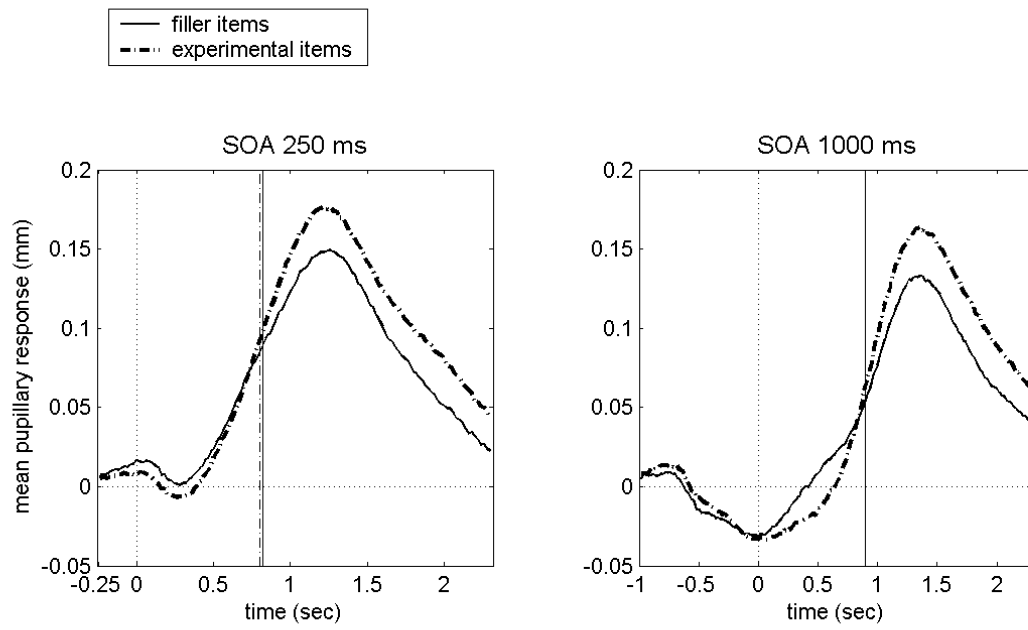 filler items
experimental items
SOA 250 ms
SOA 1000 ms
mean pupillary response (mm)
0.2
0.15
0.1
0.05
0
-0.05
-0.25 0 0.5 1 1.5 2
time (sec)
0.2
0.15
0.1
0.05
0
-0.05
-1 -0.5 0 0.5 1 1.5 2
time (sec)